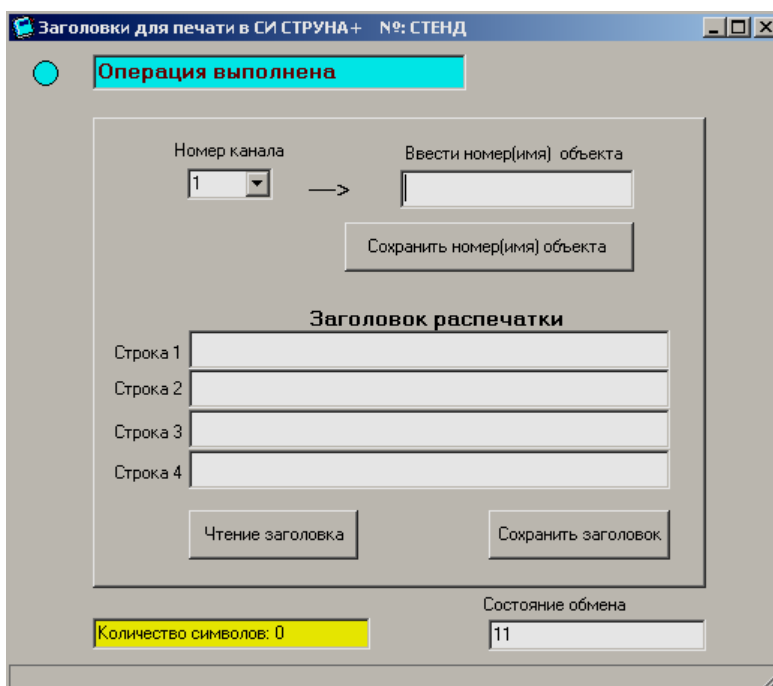 Заголовки для печати в СИ СТРУНА+ №: СТЕНД
Операция выполнена
Номер канала
Ввести номер(имя) объекта
1
—>
Сохранить номер(имя) объекта
Заголовок распечатки
Строка 1
Строка 2
Строка 3
Строка 4
Чтение заголовка
Сохранить заголовок
Состояние обмена
Количество символов: 0
11